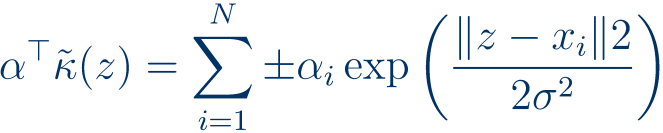 α^⊤ κ̃(z) = ∑_{i=1}^{N} ±α_i exp(‖z − x_i‖2 / 2σ^2)